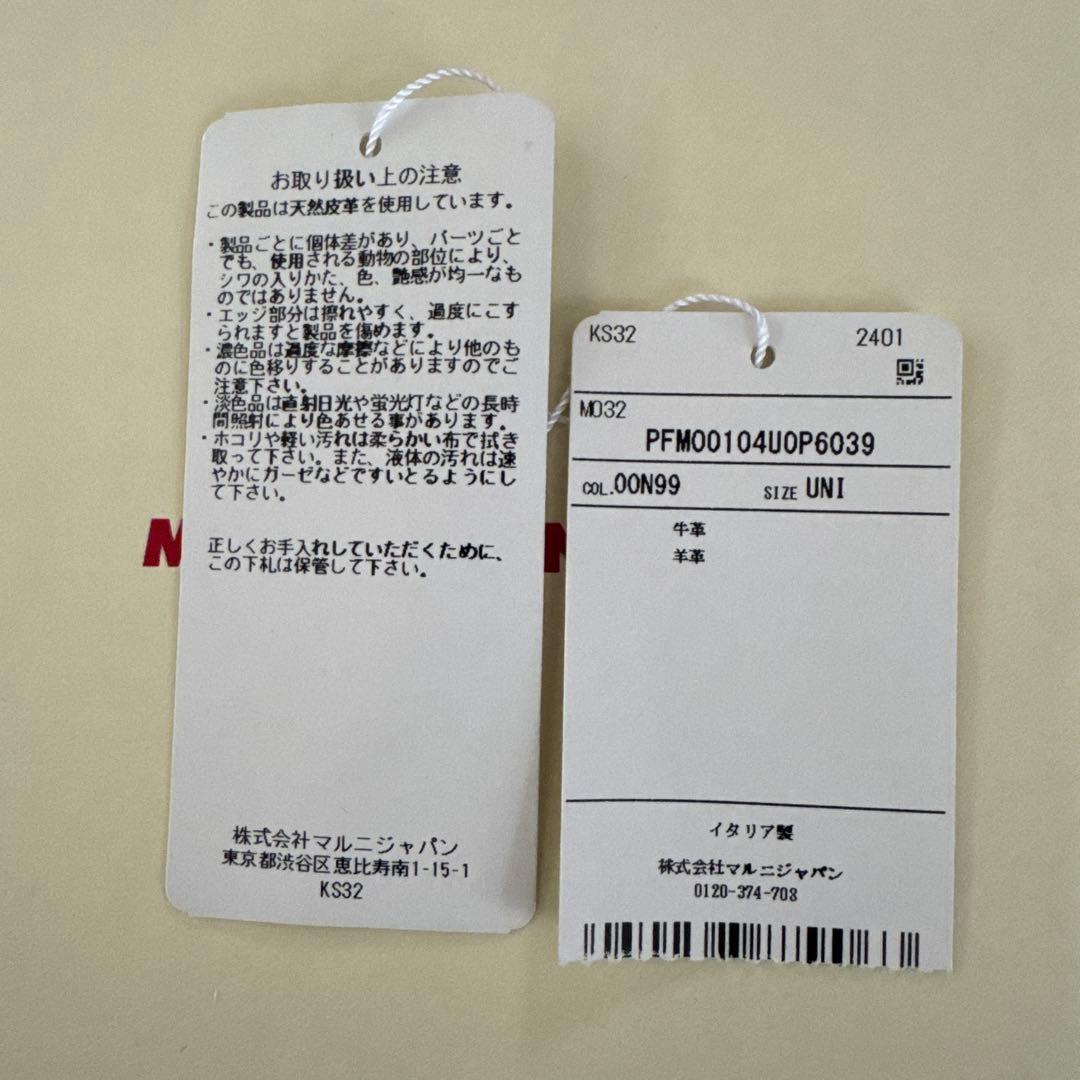 お取り扱い上の注意
この製品は天然皮革を使用しています。
・製品ごとに個体差があり、パーツごと
でも、使用される動物の部位により、
シワの入りかた、色、艶感が均一なも
のではありません。
・エッジ部分は擦れやすく、過度にこす
られますと製品を傷めます。
・濃色品は過度な摩擦などにより他のも
のに色移りすることがありますのでご
注意下さい。
・淡色品は直射日光や蛍光灯などの長時
間照射により色あせる事があります。
・ホコリや軽い汚れは柔らかい布で拭き
取って下さい。また、液体の汚れは速
やかにガーゼなどですいとるようにし
て下さい。
正しくお手入れしていただくために、
この下札は保管して下さい。
株式会社マルニジャパン
東京都渋谷区恵比寿南1-15-1
KS32
KS32 2401
M032
PFMO0104U0P6039
COL.00N99 SIZE UNI
牛革
羊革
イタリア製
株式会社マルニジャパン
0120-374-708